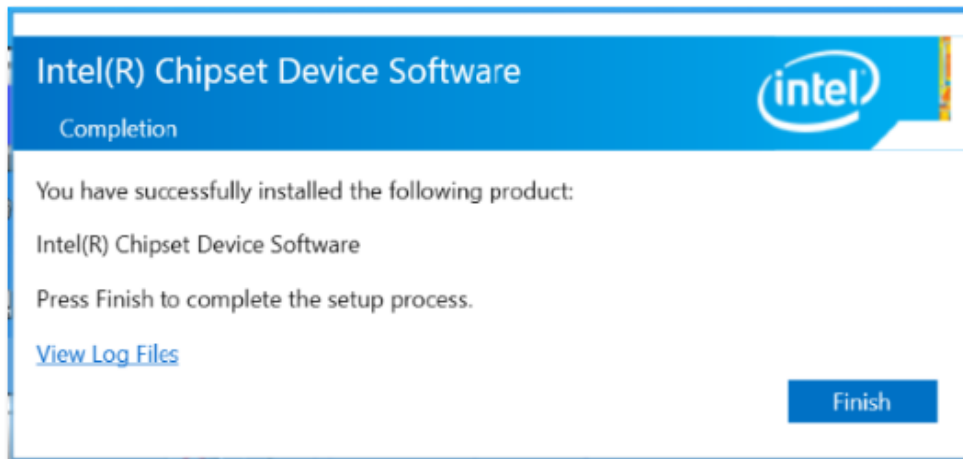 Intel(R) Chipset Device Software
intel
Completion
You have successfully installed the following product:
Intel(R) Chipset Device Software
Press Finish to complete the setup process.
View Log Files
Finish